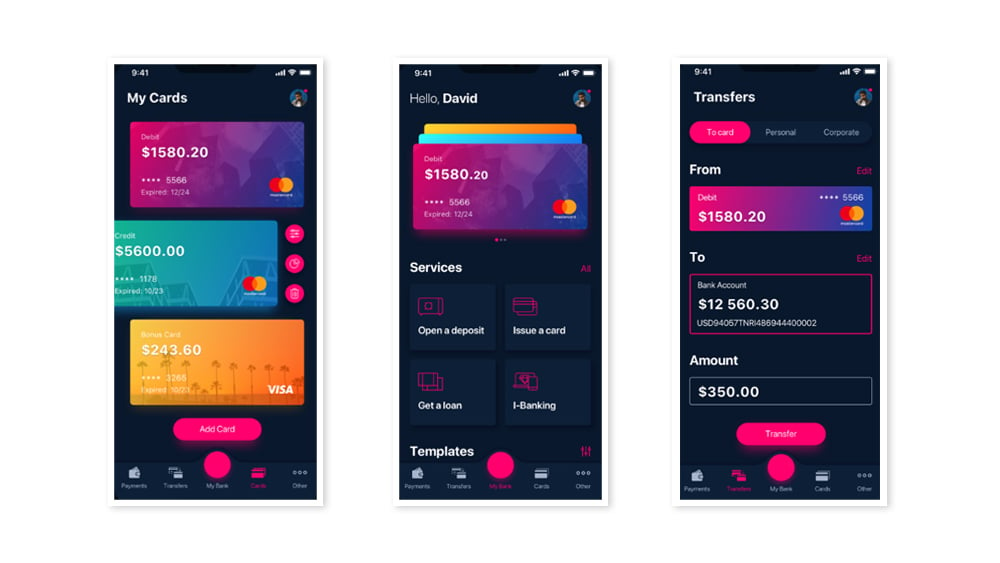 9:41
My Cards
Debit
$1580.20
•••• 5566
Expired: 12/24
mastercard
Credit
$5600.00
•••• 1178
Expired: 10/23
mastercard
Bonus Card
$243.60
•••• 3265
Expired: 10/23
VISA
Add Card
Payments Transfers My Bank Cards Other
9:41
Hello, David
Debit
$1580.20
•••• 5566
Expired: 12/24
mastercard
Services All
Open a deposit Issue a card
Get a loan I-Banking
Templates
Payments Transfers My Bank Cards Other
9:41
Transfers
To card Personal Corporate
From Edit
Debit •••• 5566
$1580.20
mastercard
To Edit
Bank Account
$12 560.30
USD94057TNRI486944400002
Amount
$350.00
Transfer
Payments Transfers My Bank Cards Other